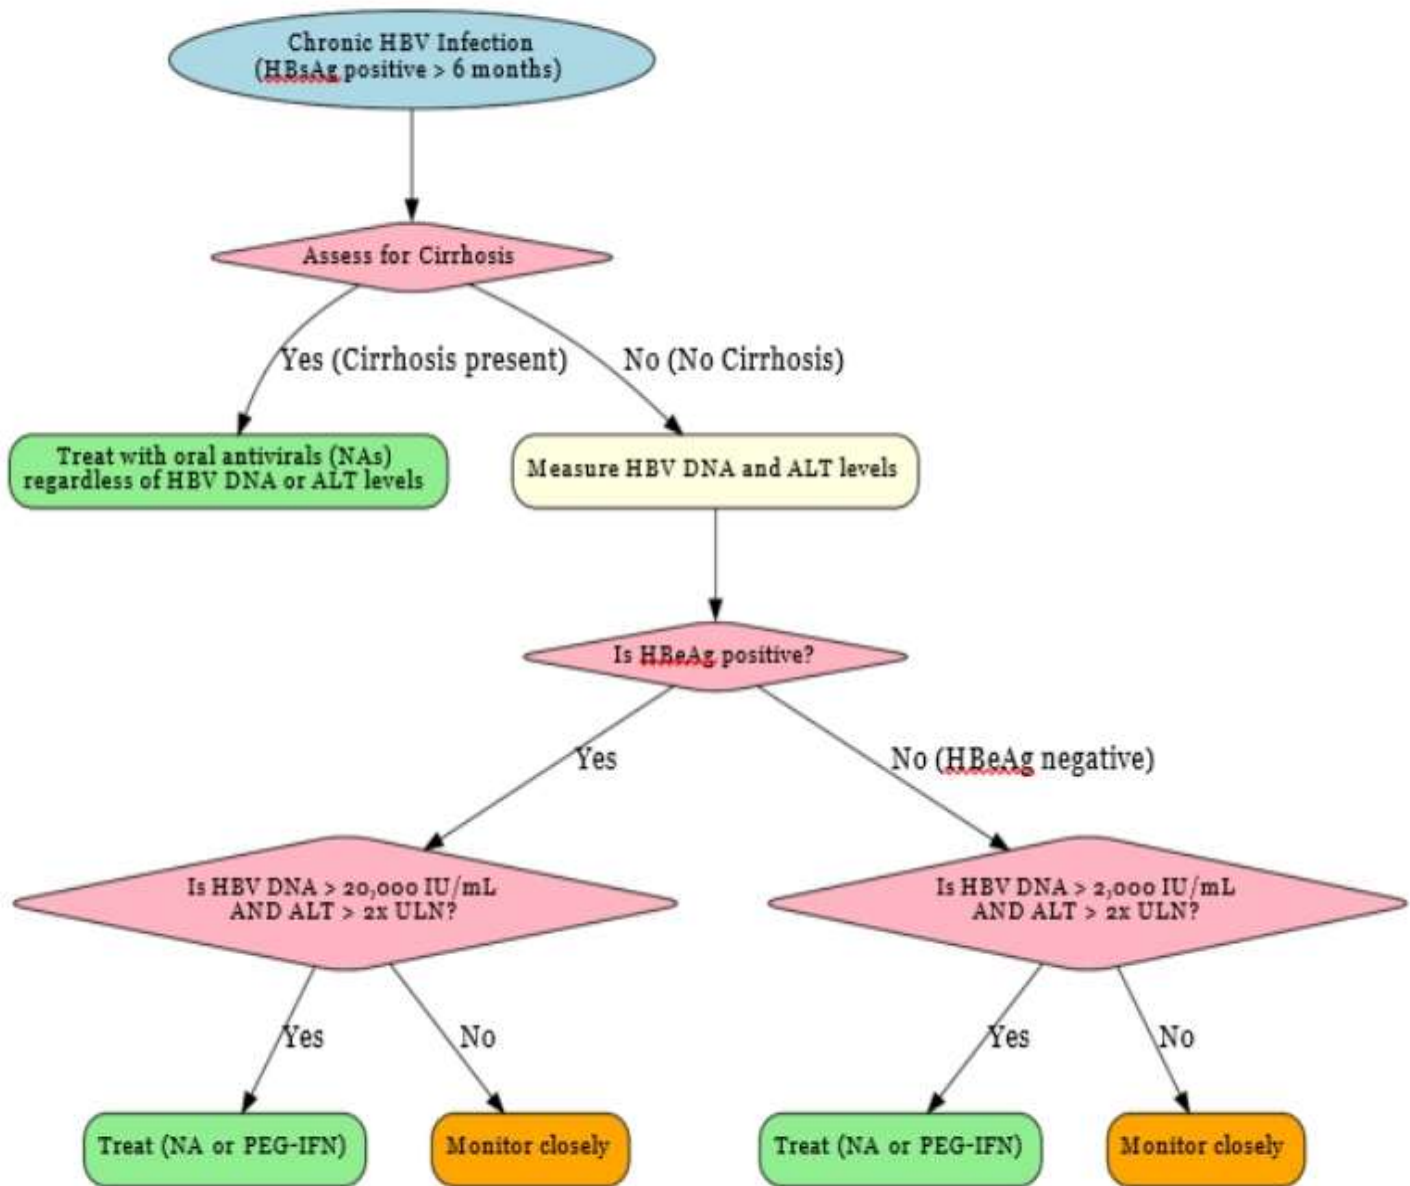 Chronic HBV Infection
(HBsAg positive > 6 months)
Assess for Cirrhosis
Yes (Cirrhosis present)
No (No Cirrhosis)
Treat with oral antivirals (NAs)
regardless of HBV DNA or ALT levels
Measure HBV DNA and ALT levels
Is HBeAg positive?
Yes
No (HBeAg negative)
Is HBV DNA > 20,000 IU/mL
AND ALT > 2x ULN?
Is HBV DNA > 2,000 IU/mL
AND ALT > 2x ULN?
Yes
No
Yes
No
Treat (NA or PEG-IFN)
Monitor closely
Treat (NA or PEG-IFN)
Monitor closely